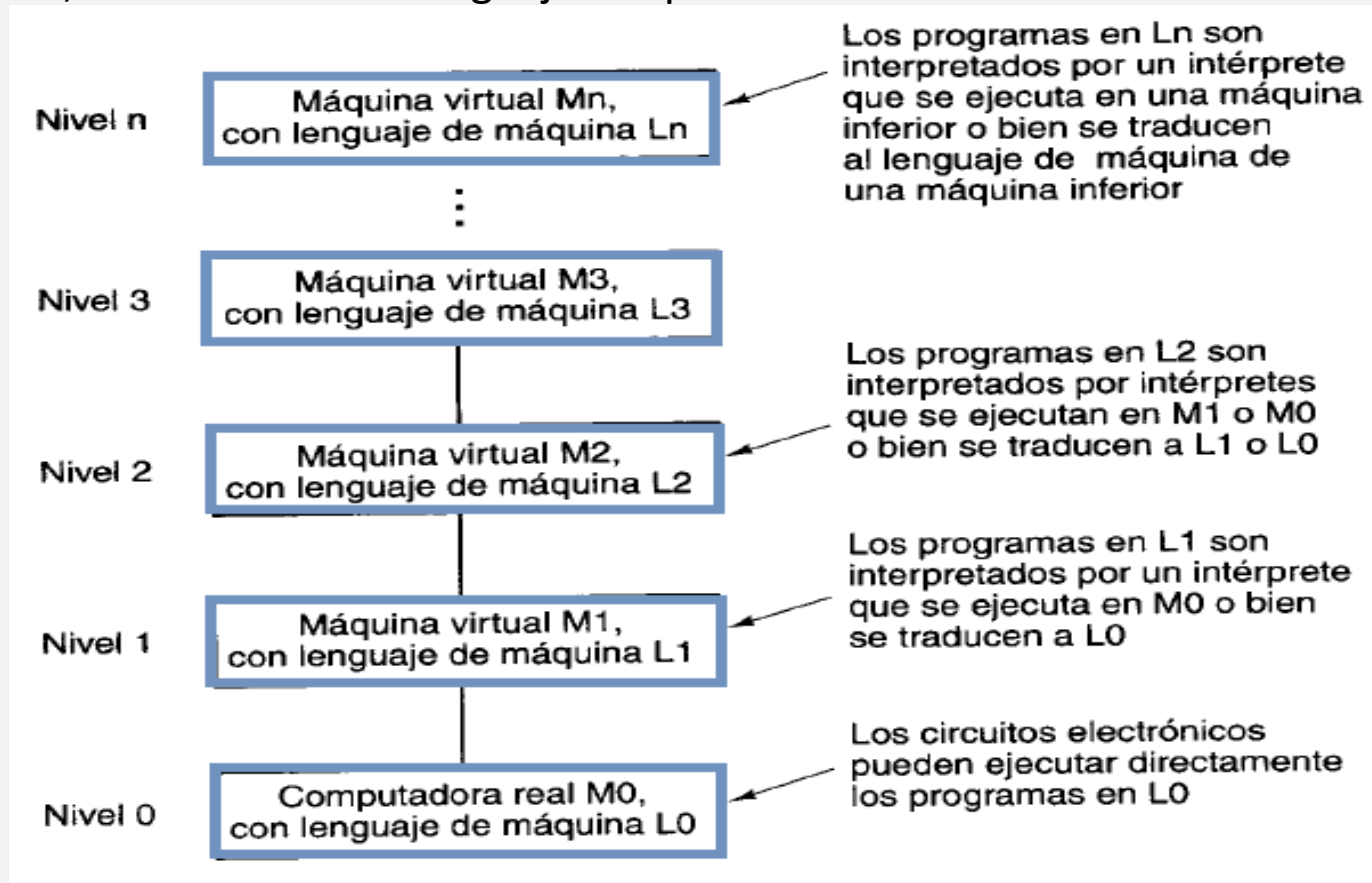 Nivel n
Máquina virtual Mn,
con lenguaje de máquina Ln
Los programas en Ln son
interpretados por un intérprete
que se ejecuta en una máquina
inferior o bien se traducen
al lenguaje de máquina de
una máquina inferior
Nivel 3
Máquina virtual M3,
con lenguaje de máquina L3
Nivel 2
Máquina virtual M2,
con lenguaje de máquina L2
Los programas en L2 son
interpretados por intérpretes
que se ejecutan en M1 o M0
o bien se traducen a L1 o L0
Nivel 1
Máquina virtual M1,
con lenguaje de máquina L1
Los programas en L1 son
interpretados por un intérprete
que se ejecuta en M0 o bien
se traducen a L0
Nivel 0
Computadora real M0,
con lenguaje de máquina L0
Los circuitos electrónicos
pueden ejecutar directamente
los programas en L0